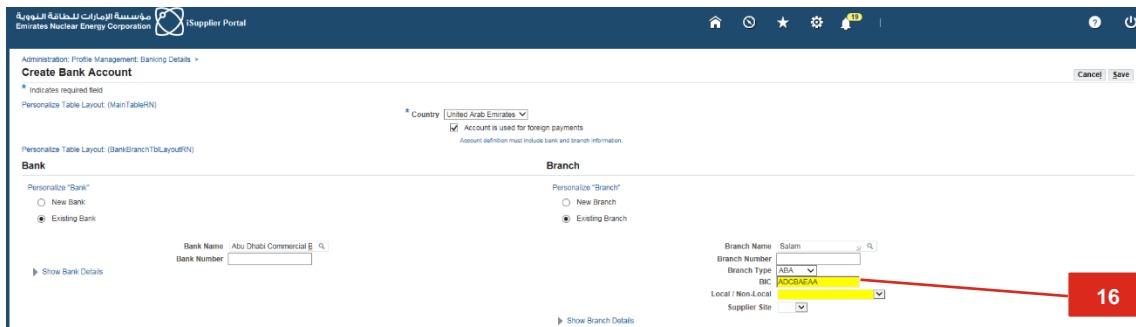 مؤسسة الإمارات للطاقة النووية
Emirates Nuclear Energy Corporation
iSupplier Portal
19
?
Administration: Profile Management: Banking Details >
Create Bank Account
Cancel Save
* Indicates required field
Personalize Table Layout: (MainTableRN)
* Country United Arab Emirates
Account is used for foreign payments
Account definition must include bank and branch information.
Personalize Table Layout: (BankBranchTblLayoutRN)
Bank
Branch
Personalize "Bank"
New Bank
Existing Bank
Personalize "Branch"
New Branch
Existing Branch
Bank Name Abu Dhabi Commercial B
Bank Number
Show Bank Details
Branch Name Salam
Branch Number
Branch Type ABA
BIC ADCBAEAA
Local / Non-Local
Supplier Site
Show Branch Details
16